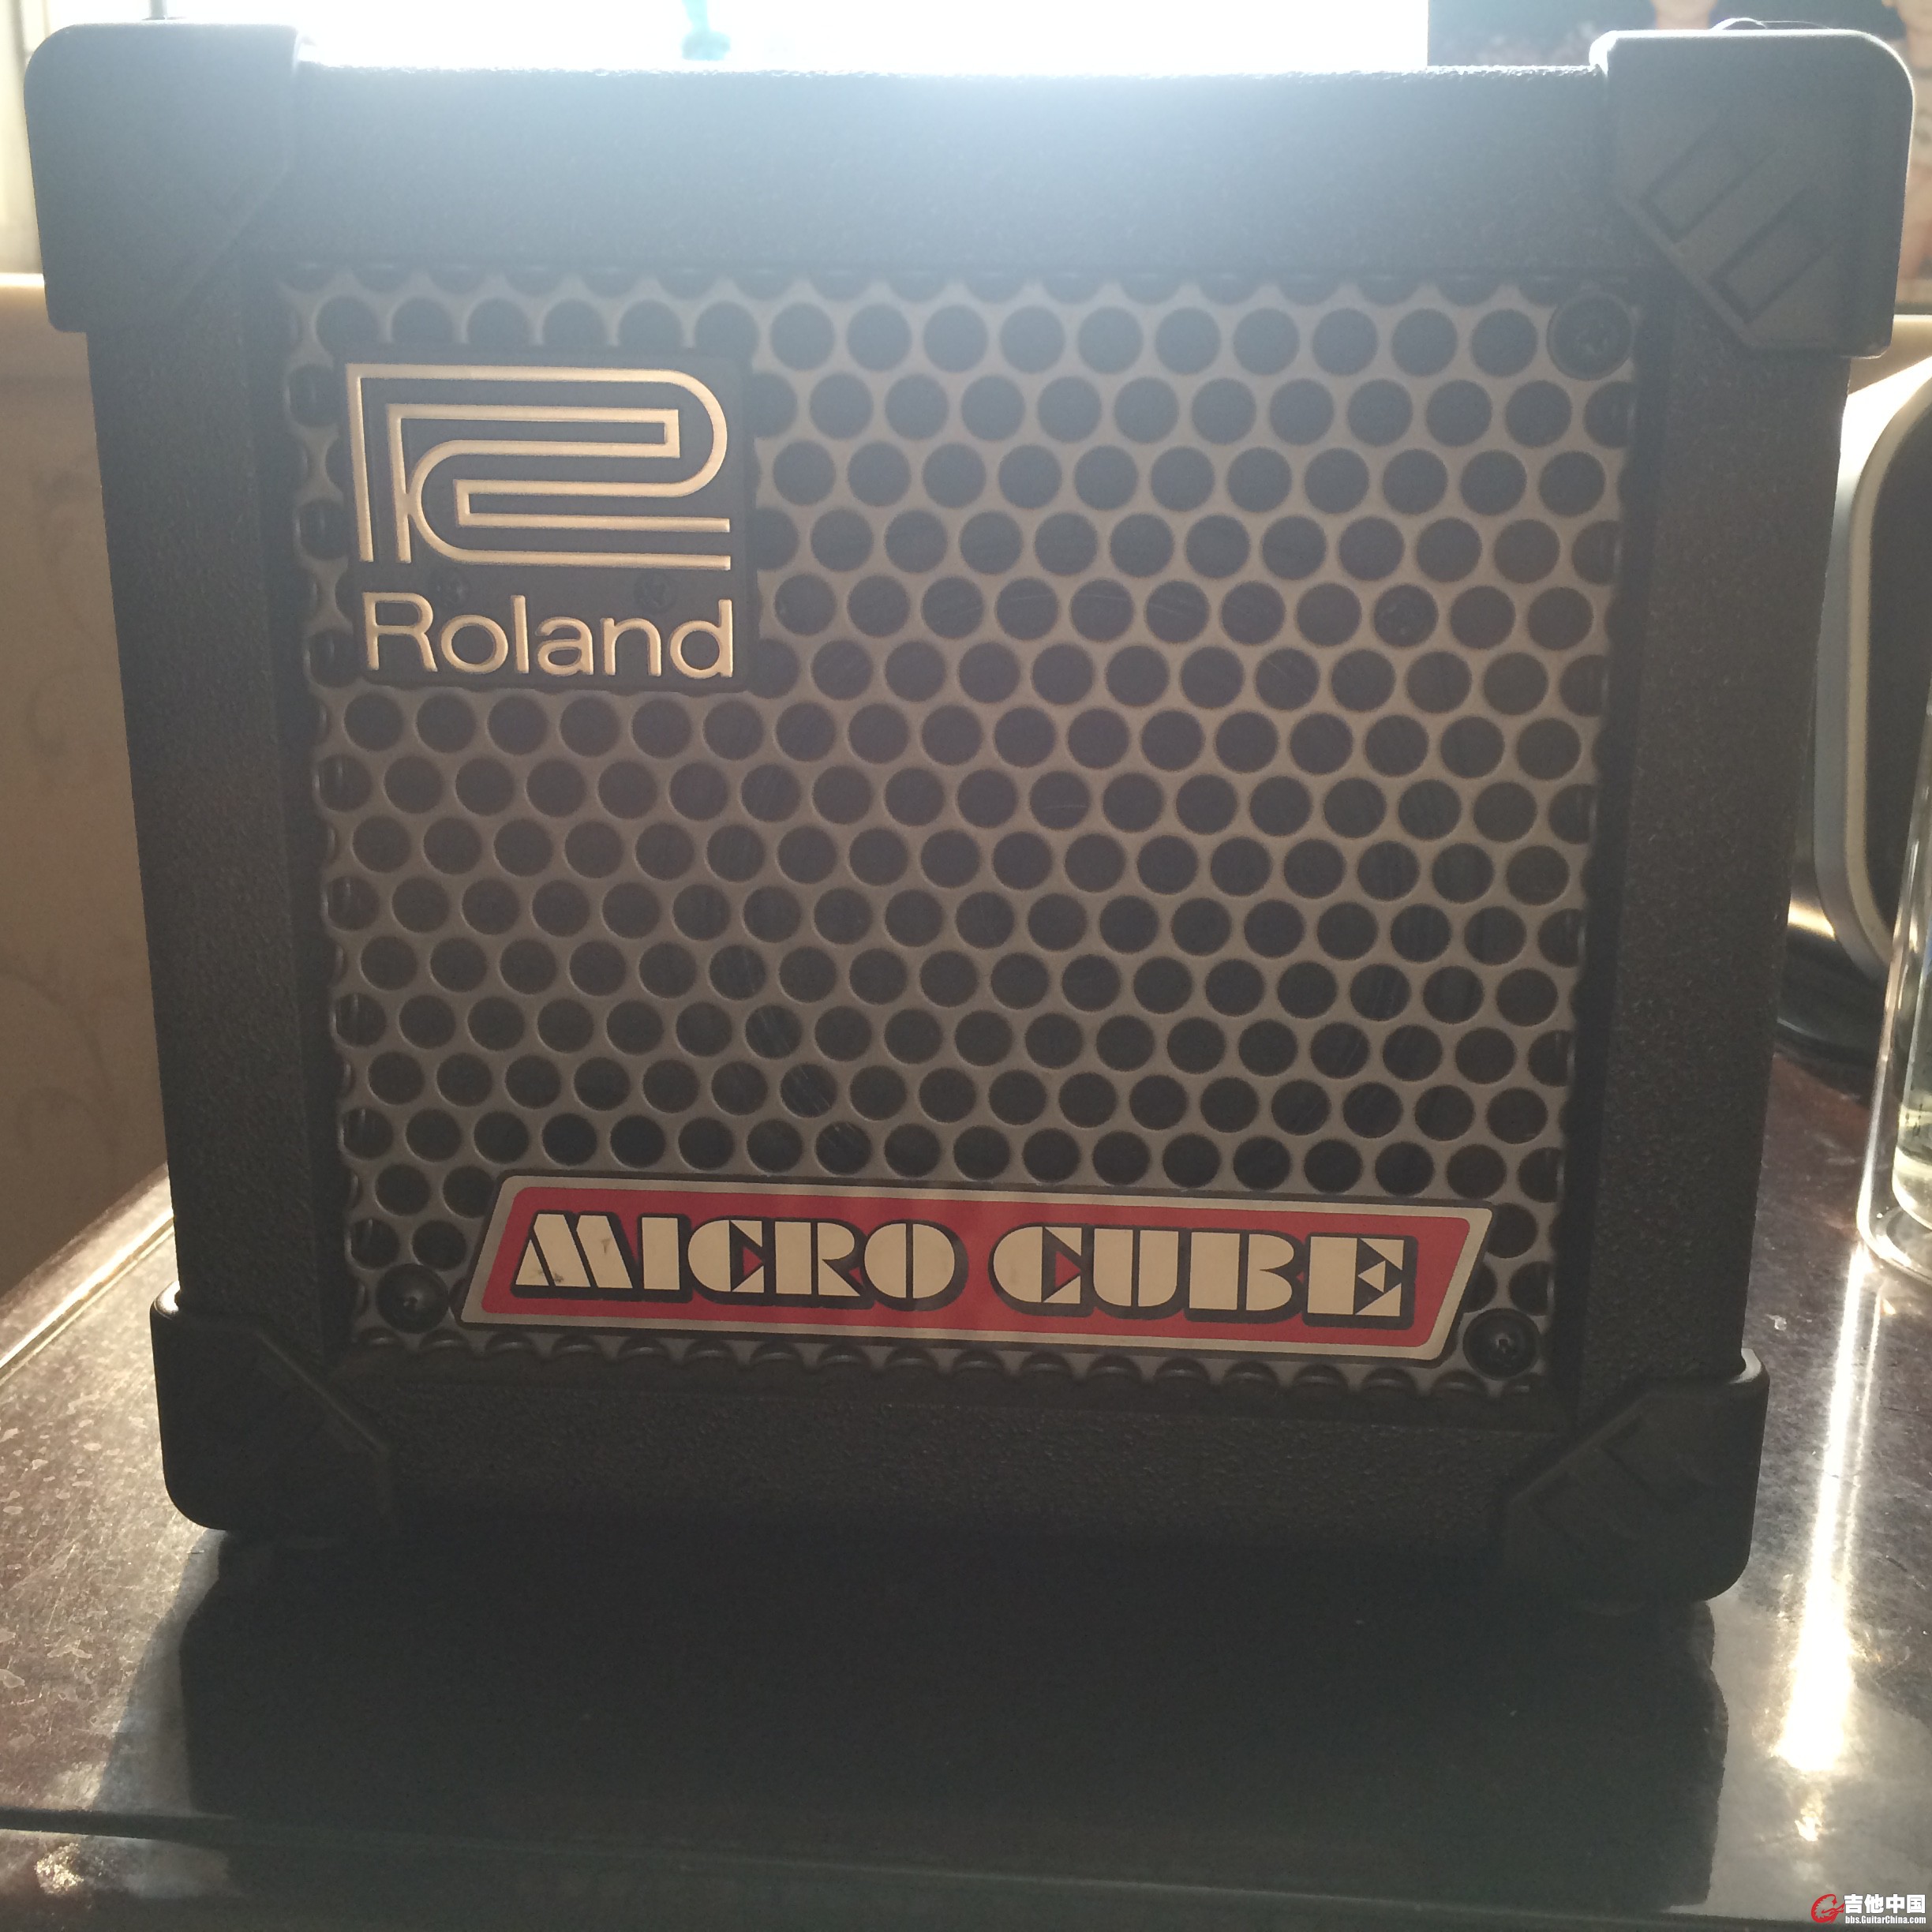 Roland
MICRO CUBE
吉他中国
bbs.GuitarChina.com